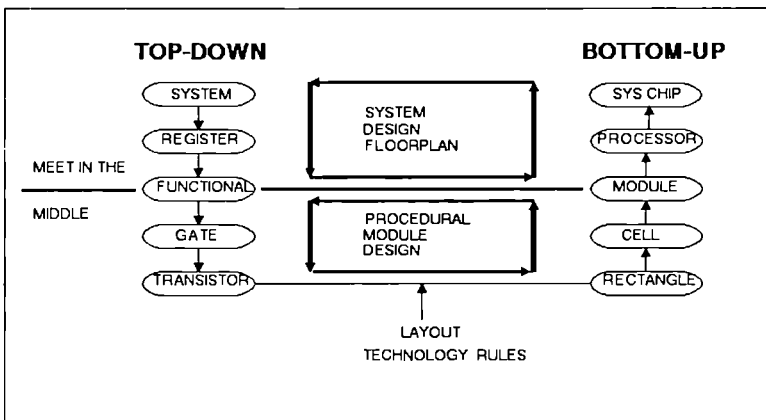 TOP-DOWN
BOTTOM-UP
SYSTEM
REGISTER
MEET IN THE
FUNCTIONAL
MIDDLE
GATE
TRANSISTOR
SYSTEM
DESIGN
FLOORPLAN
PROCEDURAL
MODULE
DESIGN
SYS CHIP
PROCESSOR
MODULE
CELL
RECTANGLE
LAYOUT
TECHNOLOGY RULES